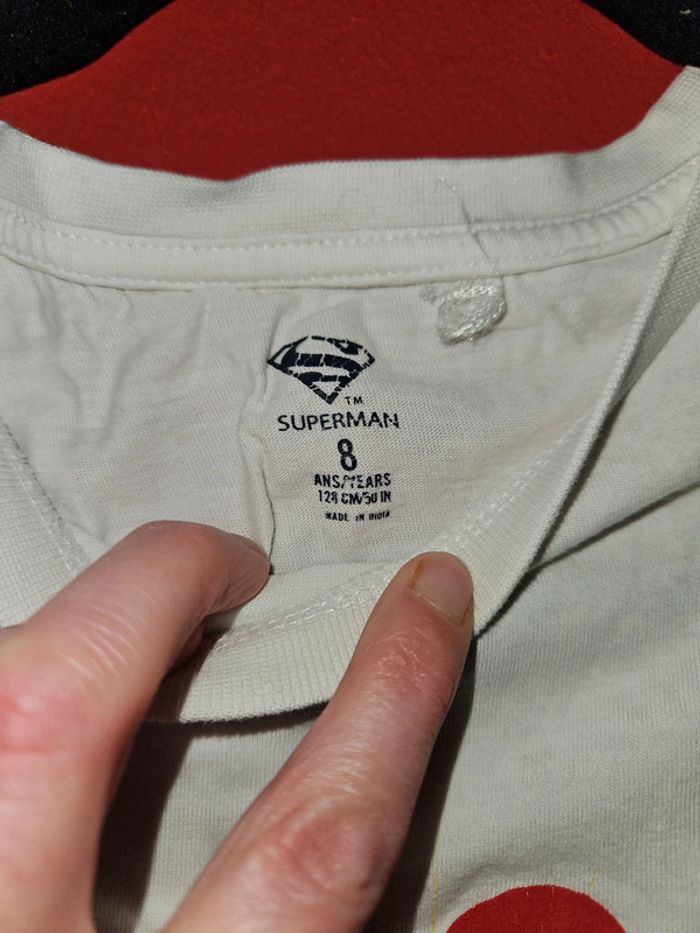 TM
SUPERMAN
8
ANS/YEARS
128 CM/50 IN
MADE IN INDIA